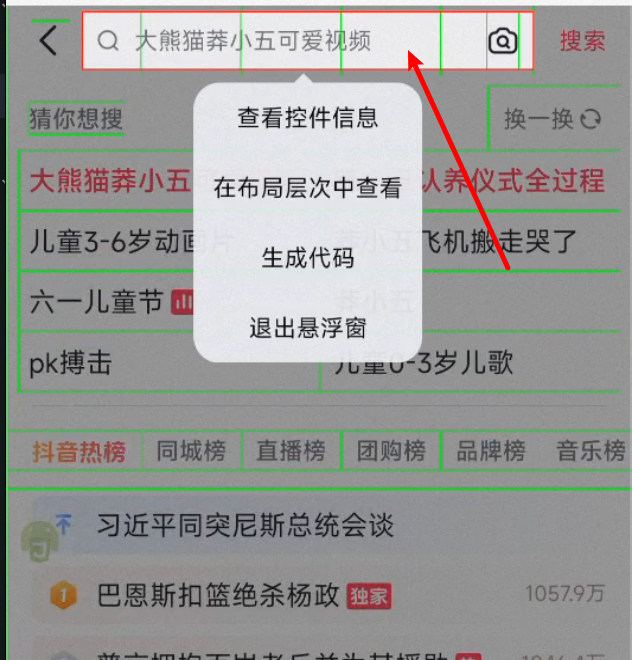 大熊猫莽小五可爱视频 搜索
猜你想搜 换一换
查看控件信息
大熊猫莽小五 认养仪式全过程
在布局层次中查看
儿童3-6岁动画片 莽小五飞机搬走哭了
生成代码
六一儿童节 莽小五
退出悬浮窗
pk搏击 儿童0-3岁儿歌
抖音热榜 同城榜 直播榜 团购榜 品牌榜 音乐榜
习近平同突尼斯总统会谈
1 巴恩斯扣篮绝杀杨政 独家 1057.9万